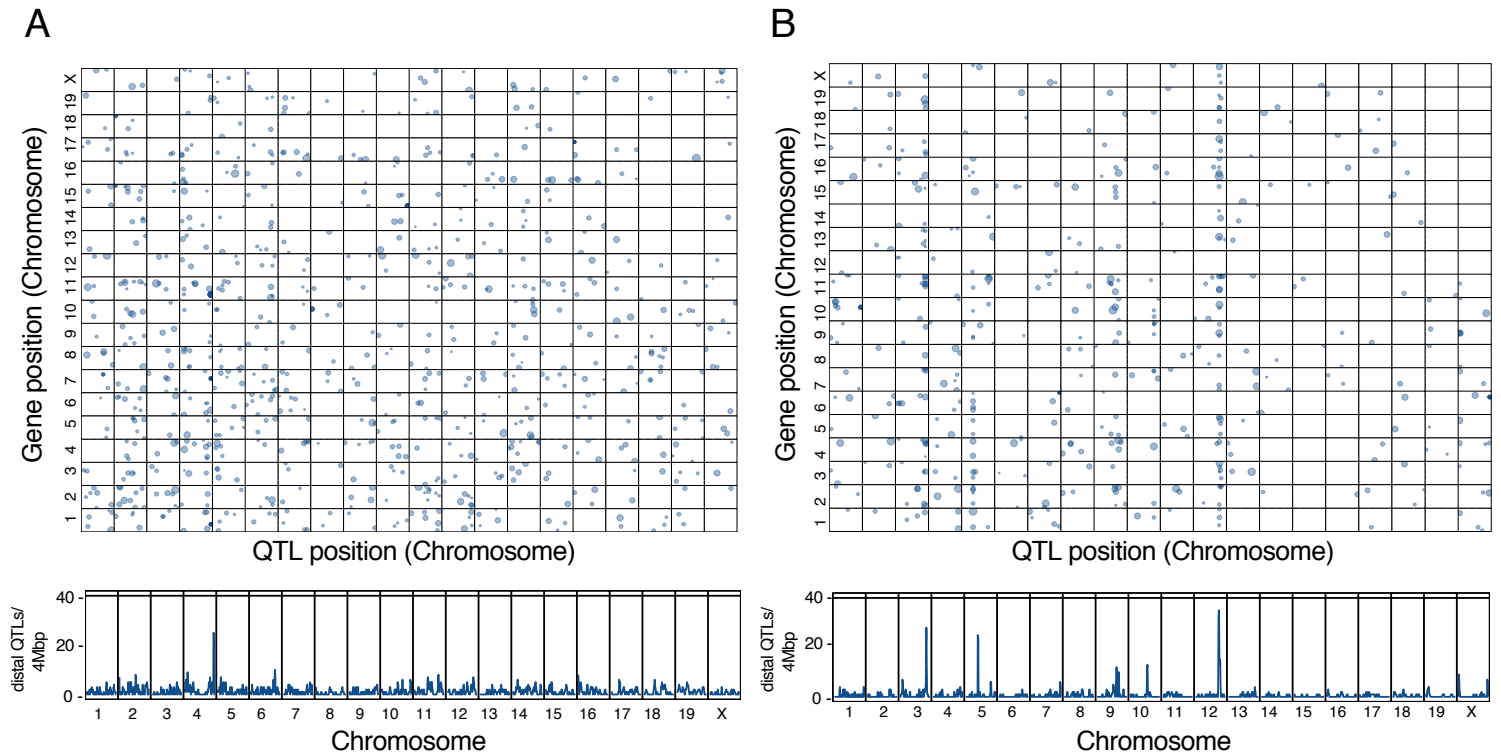 A
B
Gene position (Chromosome)
X
19
18
17
16
15
14
13
12
11
10
9
8
7
6
5
4
3
2
1
QTL position (Chromosome)
Gene position (Chromosome)
X
19
18
17
16
15
14
13
12
11
10
9
8
7
6
5
4
3
2
1
QTL position (Chromosome)
distal QTLs/
4Mbp
40
20
0
1 2 3 4 5 6 7 8 9 10 11 12 13 14 15 16 17 18 19 X
Chromosome
distal QTLs/
4Mbp
40
20
0
1 2 3 4 5 6 7 8 9 10 11 12 13 14 15 16 17 18 19 X
Chromosome